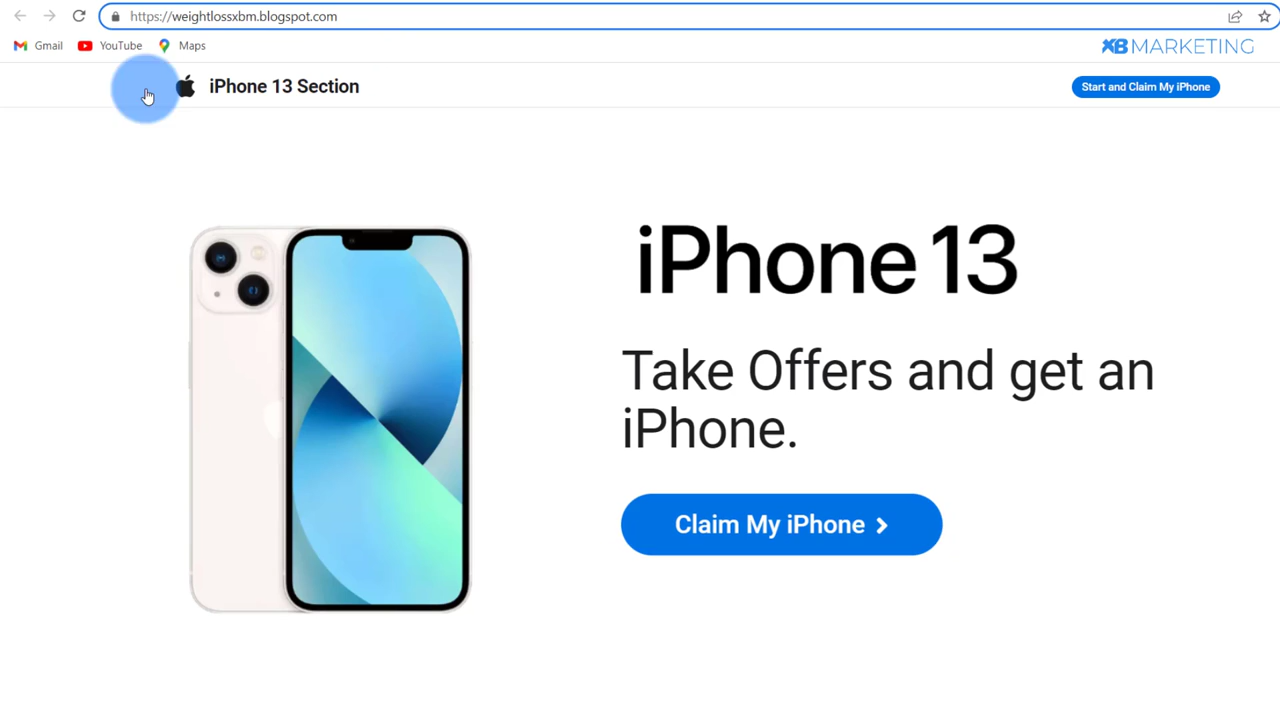 https://weightlossxbm.blogspot.com
Gmail YouTube Maps
XB MARKETING
iPhone 13 Section
Start and Claim My iPhone
iPhone 13
Take Offers and get an
iPhone.
Claim My iPhone